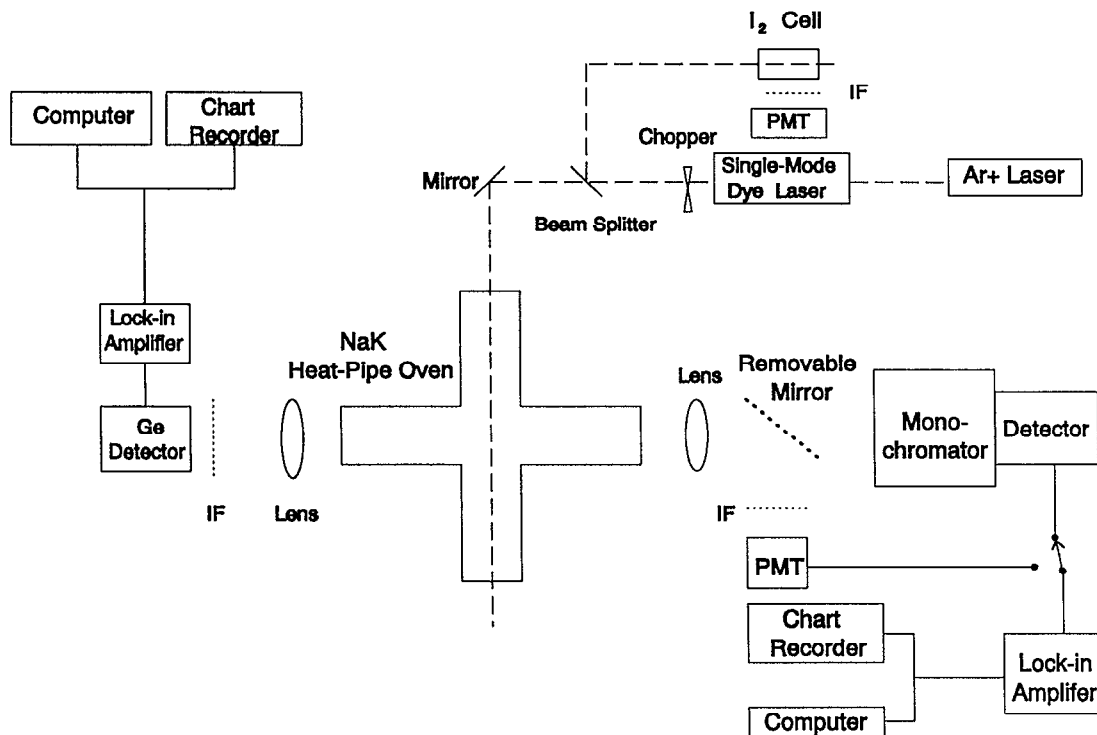 I₂ Cell
IF
PMT
Computer
Chart
Recorder
Chopper
Single-Mode
Dye Laser
Ar+ Laser
Mirror
Beam Splitter
Lock-in
Amplifier
NaK
Heat-Pipe Oven
Lens
Removable
Mirror
Ge
Detector
Mono-
chromator
Detector
IF
Lens
IF
PMT
Chart
Recorder
Lock-in
Amplifer
Computer